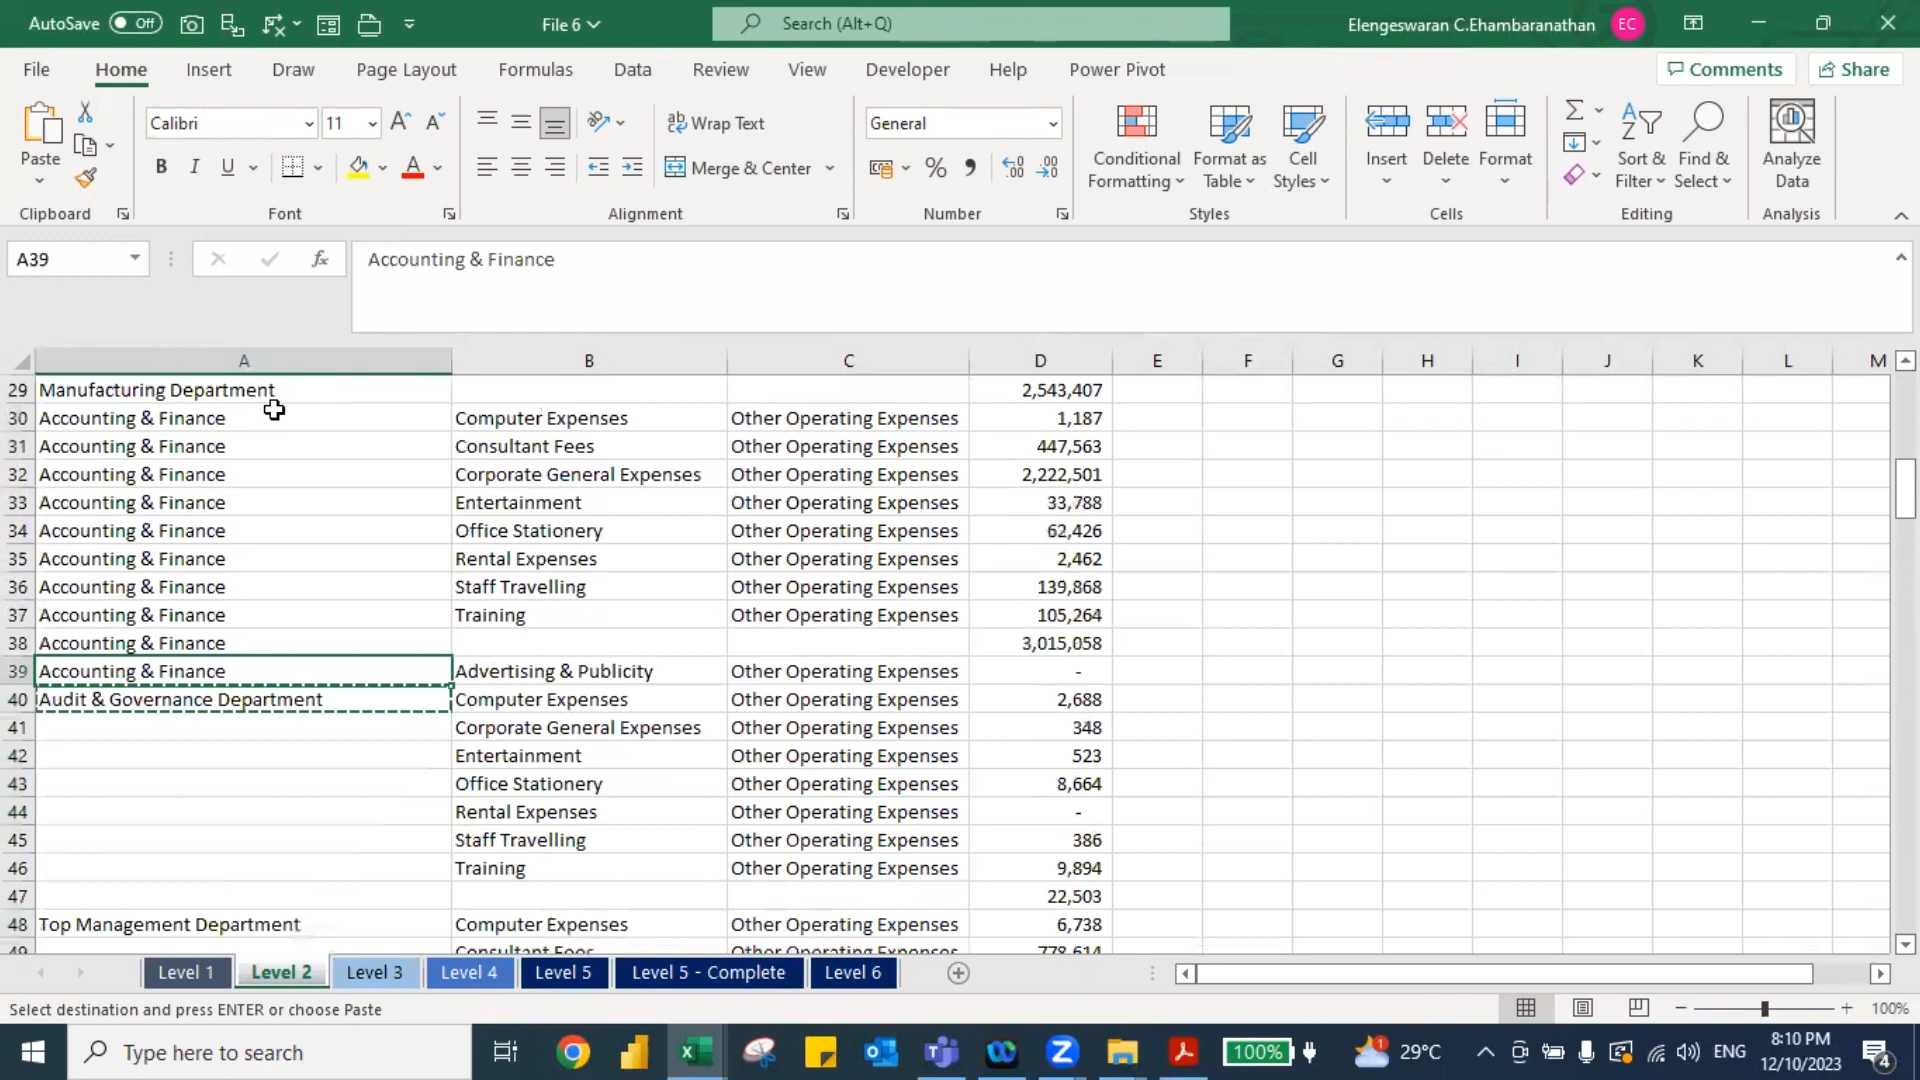 AutoSave Off File 6 Search (Alt+Q) Elengeswaran C.Ehambaranathan EC
File Home Insert Draw Page Layout Formulas Data Review View Developer Help Power Pivot Comments Share
Calibri 11 Wrap Text General
Paste B I U Merge & Center % Conditional Formatting Format as Table Cell Styles Insert Delete Format Sort & Filter Find & Select Analyze Data
Clipboard Font Alignment Number Styles Cells Editing Analysis
A39 fx Accounting & Finance
A B C D E F G H I J K L M
29 Manufacturing Department 2,543,407
30 Accounting & Finance Computer Expenses Other Operating Expenses 1,187
31 Accounting & Finance Consultant Fees Other Operating Expenses 447,563
32 Accounting & Finance Corporate General Expenses Other Operating Expenses 2,222,501
33 Accounting & Finance Entertainment Other Operating Expenses 33,788
34 Accounting & Finance Office Stationery Other Operating Expenses 62,426
35 Accounting & Finance Rental Expenses Other Operating Expenses 2,462
36 Accounting & Finance Staff Travelling Other Operating Expenses 139,868
37 Accounting & Finance Training Other Operating Expenses 105,264
38 Accounting & Finance 3,015,058
39 Accounting & Finance Advertising & Publicity Other Operating Expenses -
40 Audit & Governance Department Computer Expenses Other Operating Expenses 2,688
41 Corporate General Expenses Other Operating Expenses 348
42 Entertainment Other Operating Expenses 523
43 Office Stationery Other Operating Expenses 8,664
44 Rental Expenses Other Operating Expenses -
45 Staff Travelling Other Operating Expenses 386
46 Training Other Operating Expenses 9,894
47 22,503
48 Top Management Department Computer Expenses Other Operating Expenses 6,738
49 Consultant Fees Other Operating Expenses 778,614
Level 1 Level 2 Level 3 Level 4 Level 5 Level 5 - Complete Level 6
Select destination and press ENTER or choose Paste 100%
Type here to search 100% 1 29°C ENG 8:10 PM
12/10/2023 4